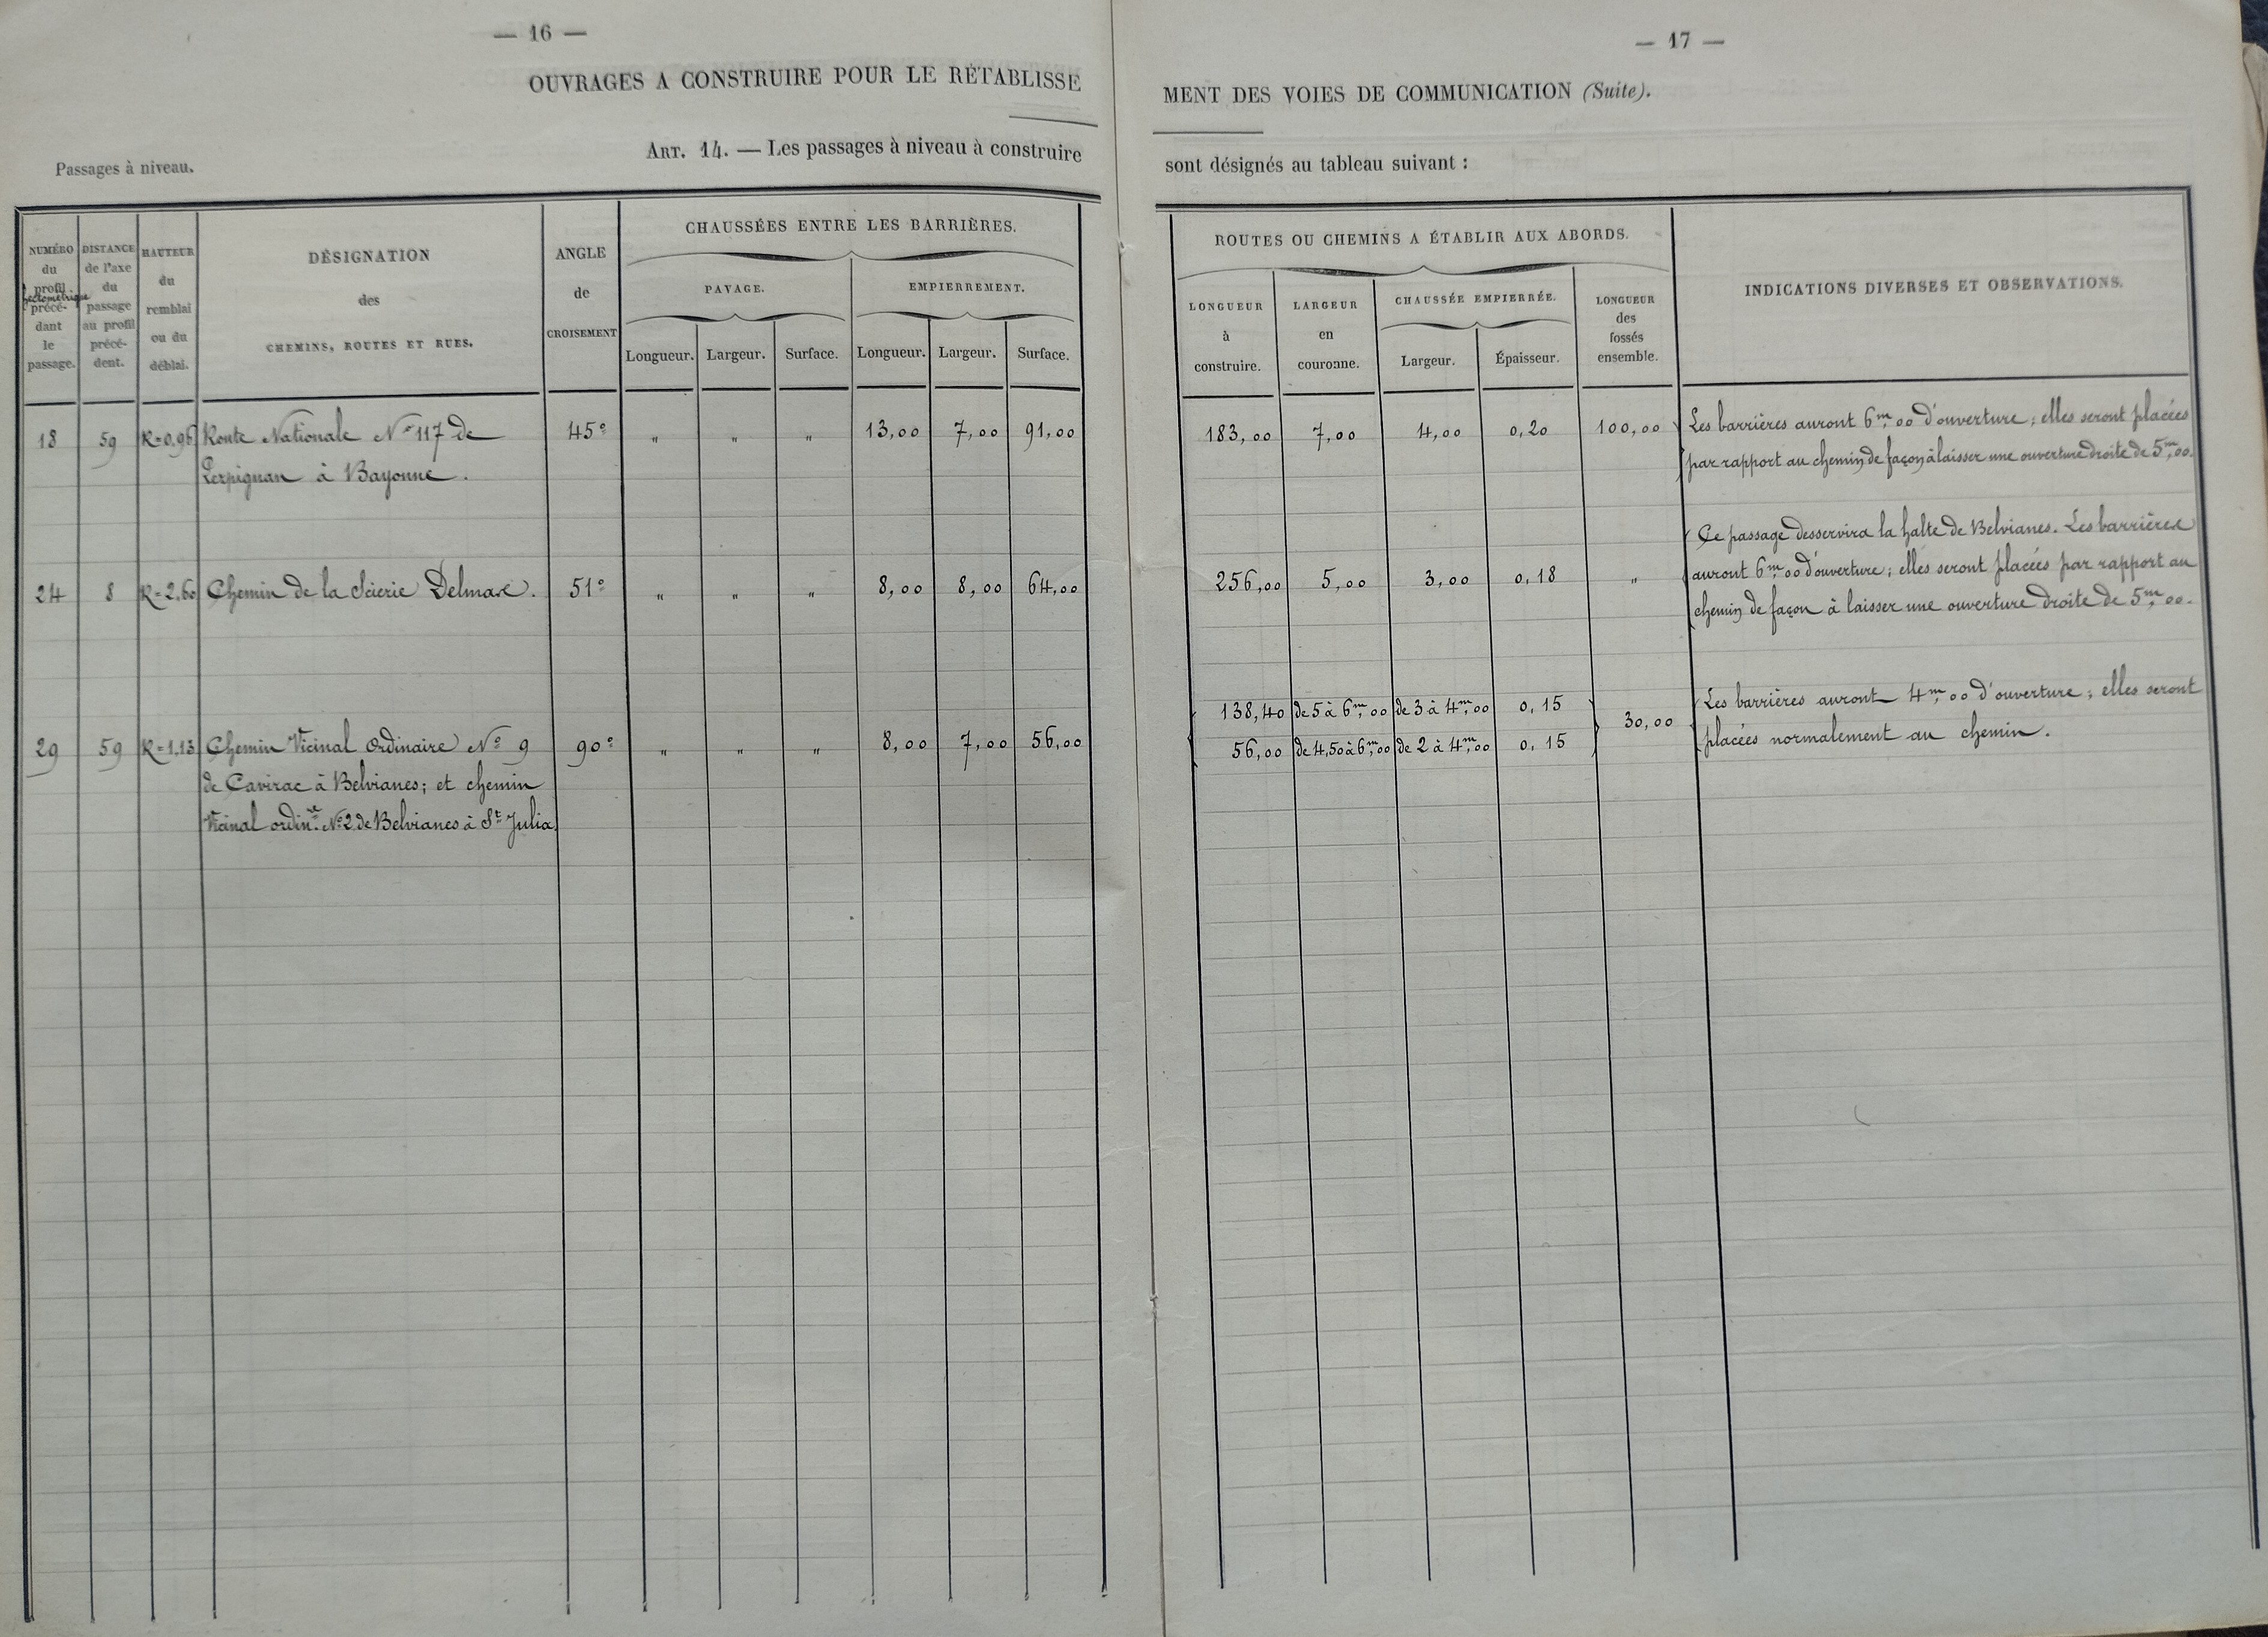 — 16 —
OUVRAGES A CONSTRUIRE POUR LE RÉTABLISSE
Passages à niveau.
ART. 14. — Les passages à niveau à construire
NUMÉRO
du
profil
hectométrique
précé-
dant
le
passage.
DISTANCE
de l'axe
du
passage
au profil
précé-
dent.
HAUTEUR
du
remblai
ou du
déblai.
DÉSIGNATION
des
CHEMINS, ROUTES ET RUES.
ANGLE
de
CROISEMENT
CHAUSSÉES ENTRE LES BARRIÈRES.
PAVAGE.
EMPIERREMENT.
Longueur. Largeur. Surface. Longueur. Largeur. Surface.
18 59 R=0,96 Route Nationale N° 117 de 45° " " " 13,00 7,00 91,00
Perpignan à Bayonne.
24 8 R=2,60 Chemin de la Scierie Delmas. 51° " " " 8,00 8,00 64,00
29 59 R=1,13 Chemin Vicinal Ordinaire N° 9 90° " " " 8,00 7,00 56,00
de Cavirac à Belvianes; et chemin
Vicinal ordin.re N° 2 de Belvianes à St Julia.
— 17 —
MENT DES VOIES DE COMMUNICATION (Suite).
sont désignés au tableau suivant :
ROUTES OU CHEMINS A ÉTABLIR AUX ABORDS.
LONGUEUR
à
construire.
LARGEUR
en
couronne.
CHAUSSÉE EMPIERRÉE.
Largeur. Épaisseur.
LONGUEUR
des
fossés
ensemble.
INDICATIONS DIVERSES ET OBSERVATIONS.
183,00 7,00 4,00 0,20 100,00 Les barrières auront 6m,00 d'ouverture; elles seront placées
par rapport au chemin de façon à laisser une ouverture droite de 5m,00.
Ce passage desservira la halte de Belvianes. Les barrières
256,00 5,00 3,00 0,18 " auront 6m,00 d'ouverture; elles seront placées par rapport au
chemin de façon à laisser une ouverture droite de 5m,00.
138,40 de 5 à 6m,00 de 3 à 4m,00 0,15 30,00 Les barrières auront 4m,00 d'ouverture; elles seront
56,00 de 4,50 à 6m,00 de 2 à 4m,00 0,15 placées normalement au chemin.